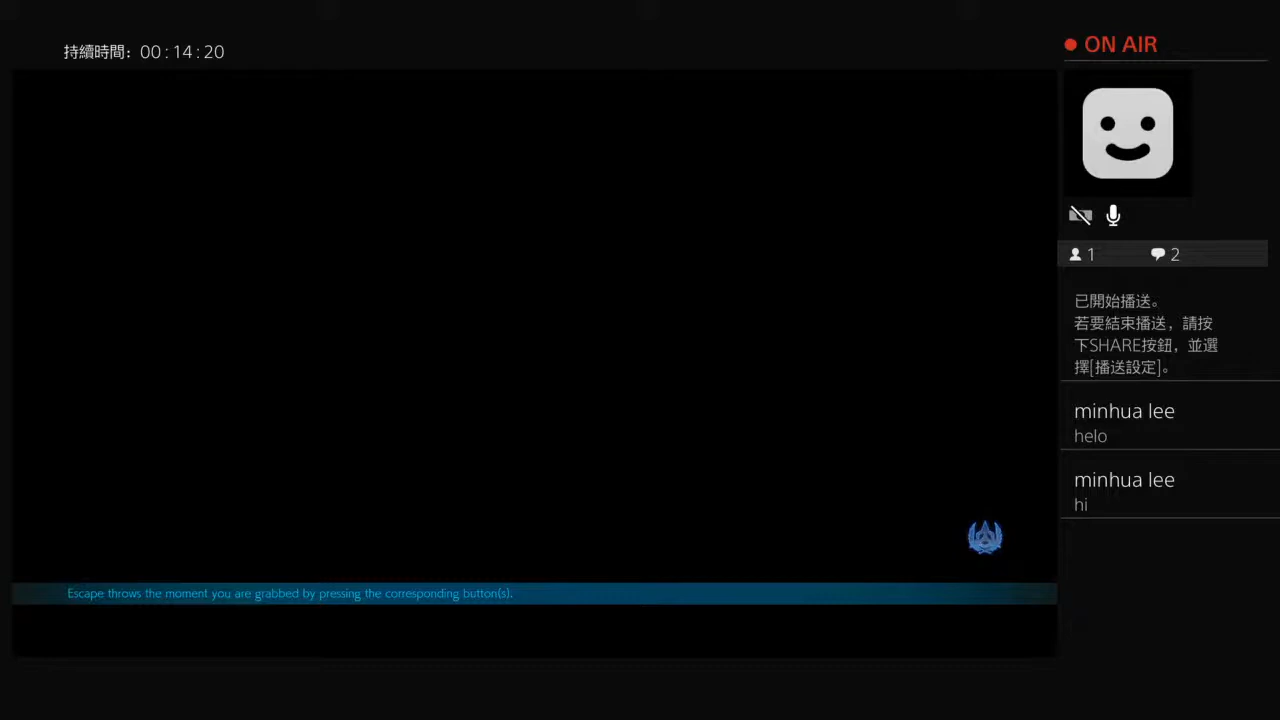 持續時間: 00:14:20
ON AIR
1
2
已開始播送。
若要結束播送，請按
下SHARE按鈕，並選
擇[播送設定]。
minhua lee
helo
minhua lee
hi
Escape throws the moment you are grabbed by pressing the corresponding button(s).